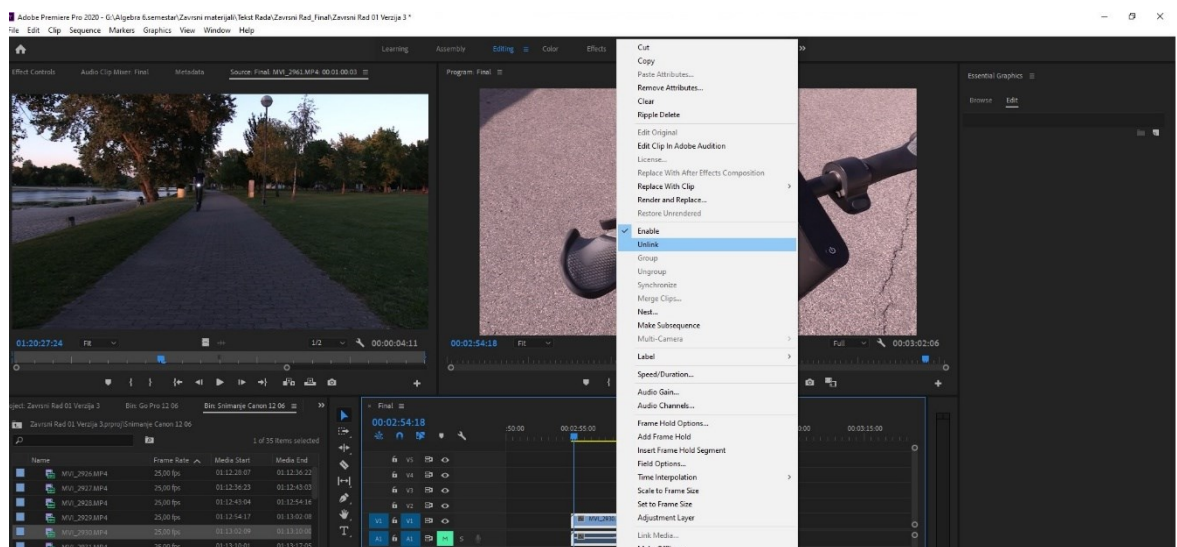 Adobe Premiere Pro 2020 - G:\Algebra 6.semestar\Zavrsni materijali\Tekst Rada\Zavrsni Rad_Final\Zavrsni Rad 01 Verzija 3 *
File Edit Clip Sequence Markers Graphics View Window Help
Learning Assembly Editing Color Effects
Effect Controls Audio Clip Mixer: Final Metadata Source: Final: MVI_2961.MP4: 00:01:00:03
Program: Final
Essential Graphics
Browse Edit
01:20:27:24 Fit 1/2 00:00:04:11
00:02:54:18 Fit Full 00:03:02:06
Cut
Copy
Paste Attributes...
Remove Attributes...
Clear
Ripple Delete
Edit Original
Edit Clip In Adobe Audition
License...
Replace With After Effects Composition
Replace With Clip
Render and Replace...
Restore Unrendered
Enable
Unlink
Group
Ungroup
Synchronize
Merge Clips...
Nest...
Make Subsequence
Multi-Camera
Label
Speed/Duration...
Audio Gain...
Audio Channels...
Frame Hold Options...
Add Frame Hold
Insert Frame Hold Segment
Field Options...
Time Interpolation
Scale to Frame Size
Set to Frame Size
Adjustment Layer
Link Media...
Zavrsni Rad 01 Verzija 3 Bin: Go Pro 12 06 Bin: Snimanje Canon 12 06
Zavrsni Rad 01 Verzija 3.prproj\Snimanje Canon 12 06
1 of 35 items selected
Name Frame Rate Media Start Media End
MVI_2926.MP4 25,00 fps 01:12:29:07 01:12:36:22
MVI_2927.MP4 25,00 fps 01:12:36:23 01:12:43:03
MVI_2928.MP4 25,00 fps 01:12:43:04 01:12:54:16
MVI_2929.MP4 25,00 fps 01:12:54:17 01:13:02:08
MVI_2930.MP4 25,00 fps 01:13:02:09
Final
00:02:54:18
:50:00 00:02:55:00 00:03:15:00
V5
V4
V3
V2
V1 V1
A1 A1 M S